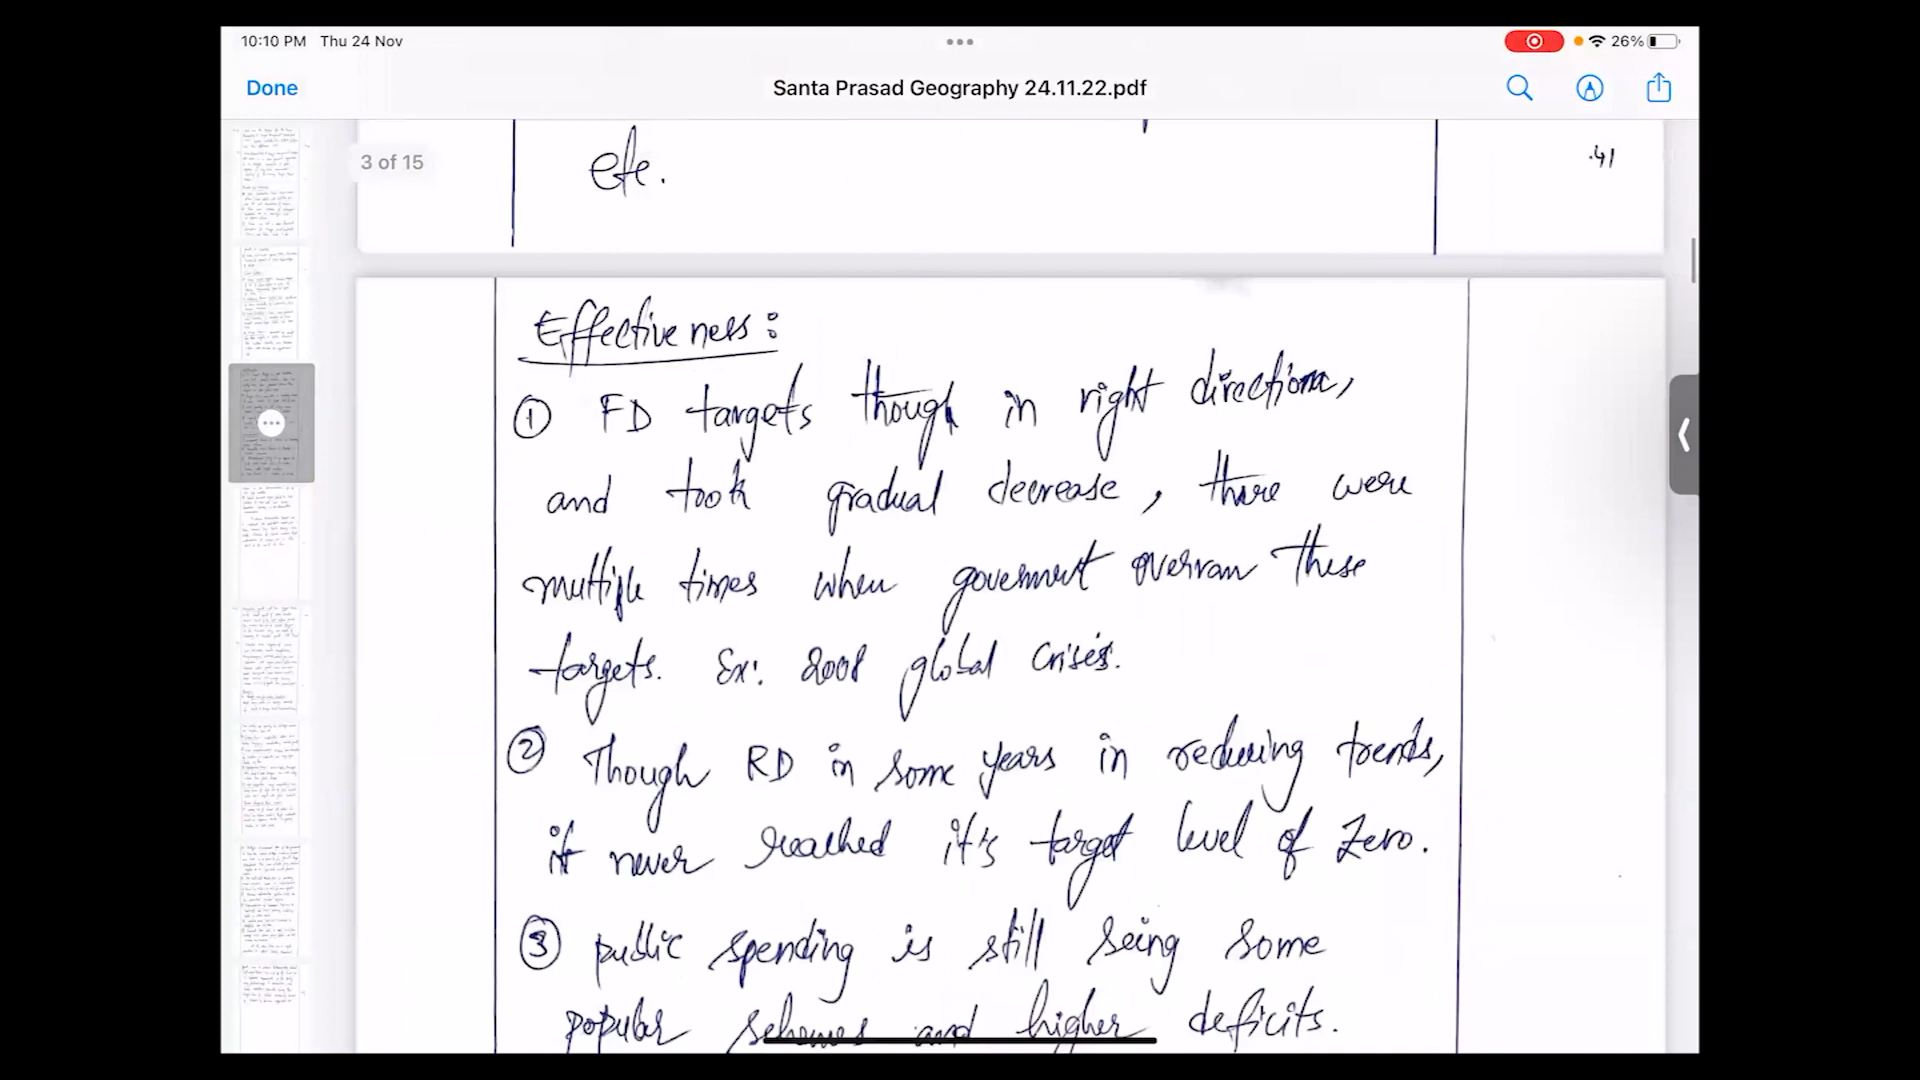 10:10 PM Thu 24 Nov
26%
Done
Santa Prasad Geography 24.11.22.pdf
3 of 15
etc.
.41
Effectiveness:
① FD targets though in right direction,
and took gradual decrease, there were
multiple times when government overran these
targets. Ex: 2008 global crisis.
② Though RD in some years in reducing trends,
it never reached it's target level of Zero.
③ public spending is still seing some
popular schemes and higher deficits.